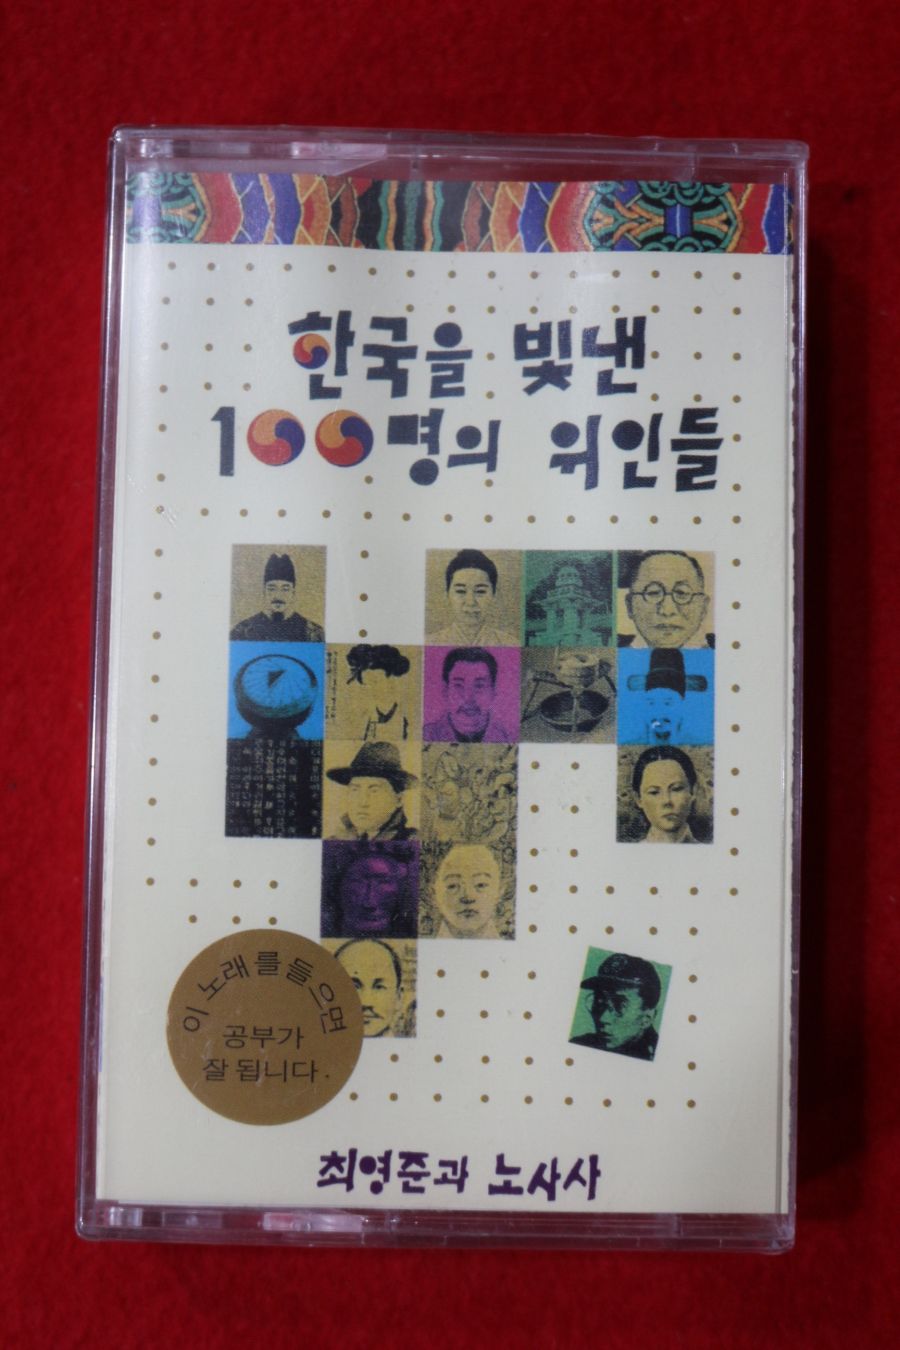 한국을 빛낸
100명의 위인들
이 노래를 들으면
공부가
잘 됩니다.
최영준과 노사사